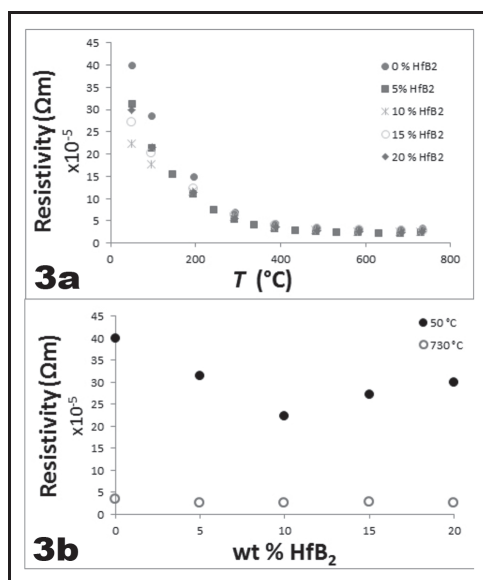 45
40
35
30
25
20
15
10
5
0
Resistivity (Ωm)
x10-5
0 % HfB2
5% HfB2
10 % HfB2
15 % HfB2
20 % HfB2
0 200 400 600 800
T (°C)
3a
45
40
35
30
25
20
15
10
5
0
Resistivity (Ωm)
x10-5
50 °C
730 °C
0 5 10 15 20
wt % HfB2
3b